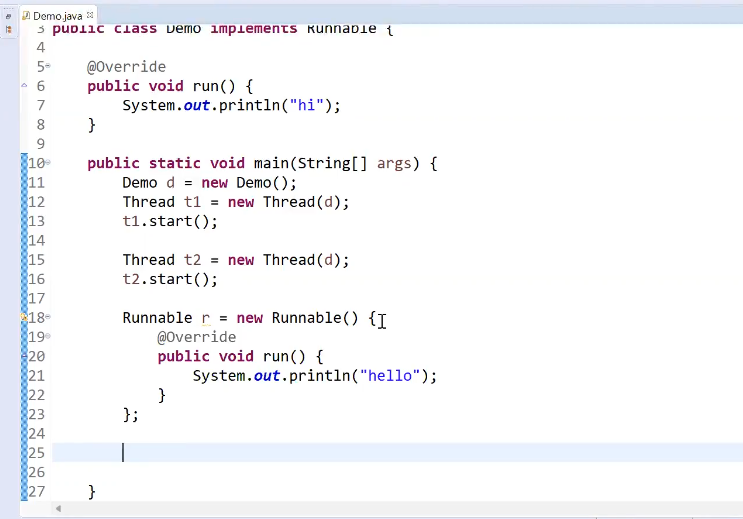 Demo.java
3 public class Demo implements Runnable {
4
5 @Override
6 public void run() {
7 System.out.println("hi");
8 }
9
10 public static void main(String[] args) {
11 Demo d = new Demo();
12 Thread t1 = new Thread(d);
13 t1.start();
14
15 Thread t2 = new Thread(d);
16 t2.start();
17
18 Runnable r = new Runnable() {
19 @Override
20 public void run() {
21 System.out.println("hello");
22 }
23 };
24
25
26
27 }